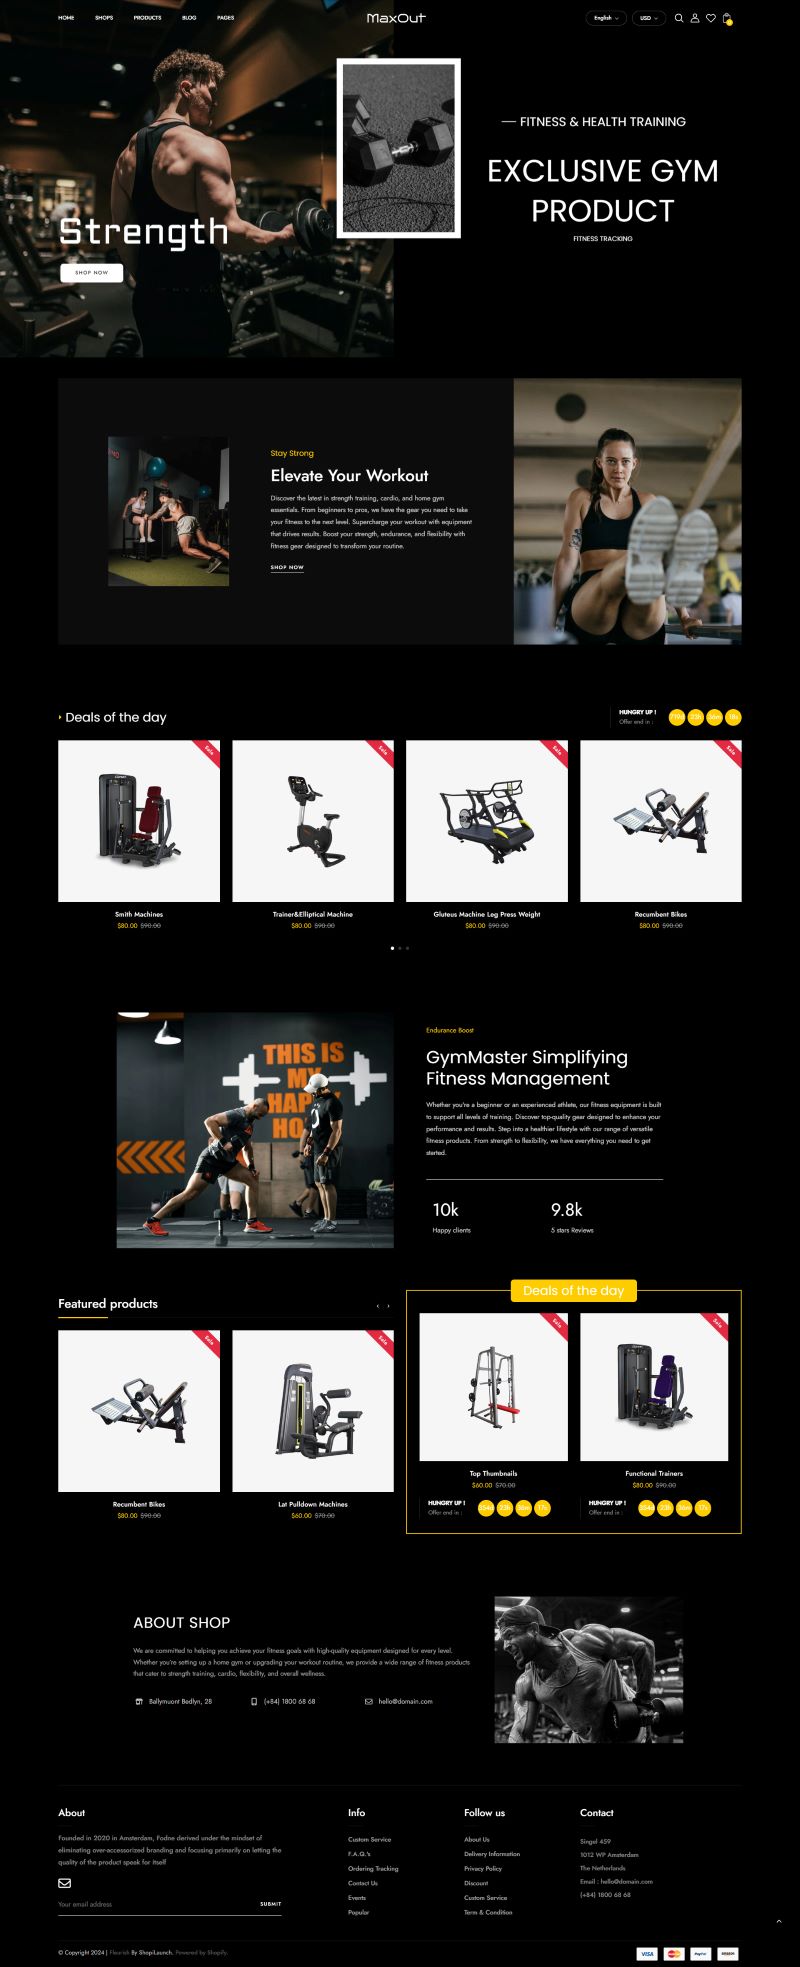 HOME SHOPS PRODUCTS BLOG PAGES
MaxOut
English USD
FITNESS & HEALTH TRAINING
EXCLUSIVE GYM
PRODUCT
FITNESS TRACKING
Strength
SHOP NOW
Stay Strong
Elevate Your Workout
Discover the latest in strength training, cardio, and home gym
essentials. From beginners to pros, we have the gear you need to take
your fitness to the next level. Supercharge your workout with equipment
that drives results. Boost your strength, endurance, and flexibility with
fitness gear designed to transform your routine.
SHOP NOW
Deals of the day
HUNGRY UP !
Offer end in :
719d 23h 36m 18s
Sale
Sale
Sale
Sale
Smith Machines
$80.00 $90.00
Trainer&Elliptical Machine
$80.00 $90.00
Gluteus Machine Leg Press Weight
$80.00 $90.00
Recumbent Bikes
$80.00 $90.00
THIS IS
MY
HAPPY
Endurance Boost
GymMaster Simplifying
Fitness Management
Whether you're a beginner or an experienced athlete, our fitness equipment is built
to support all levels of training. Discover top-quality gear designed to enhance your
performance and results. Step into a healthier lifestyle with our range of versatile
fitness products. From strength to flexibility, we have everything you need to get
started.
10k
Happy clients
9.8k
5 stars Reviews
Featured products
Sale
Sale
Recumbent Bikes
$80.00 $90.00
Lat Pulldown Machines
$60.00 $70.00
Deals of the day
Sale
Sale
Top Thumbnails
$60.00 $70.00
HUNGRY UP !
Offer end in :
354d 23h 36m 17s
Functional Trainers
$80.00 $90.00
HUNGRY UP !
Offer end in :
354d 23h 36m 17s
ABOUT SHOP
We are committed to helping you achieve your fitness goals with high-quality equipment designed for every level.
Whether you're setting up a home gym or upgrading your workout routine, we provide a wide range of fitness products
that cater to strength training, cardio, flexibility, and overall wellness.
Ballymuont Bedlyn, 28
(+84) 1800 68 68
hello@domain.com
About
Founded in 2020 in Amsterdam, Fodne derived under the mindset of
eliminating over-accessorized branding and focusing primarily on letting the
quality of the product speak for itself
Your email address SUBMIT
Info
Custom Service
F.A.Q.'s
Ordering Tracking
Contact Us
Events
Popular
Follow us
About Us
Delivery Information
Privacy Policy
Discount
Custom Service
Term & Condition
Contact
Singel 459
1012 WP Amsterdam
The Netherlands
Email : hello@domain.com
(+84) 1800 68 68
© Copyright 2024 | Flourish By ShopiLaunch. Powered by Shopify.
VISA
PayPal
amazon